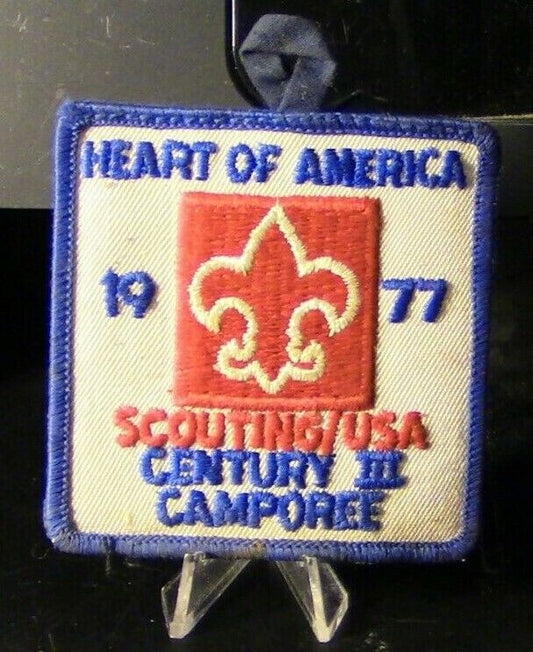 HEART OF AMERICA
19 77
SCOUTING/USA
CENTURY III
CAMPOREE